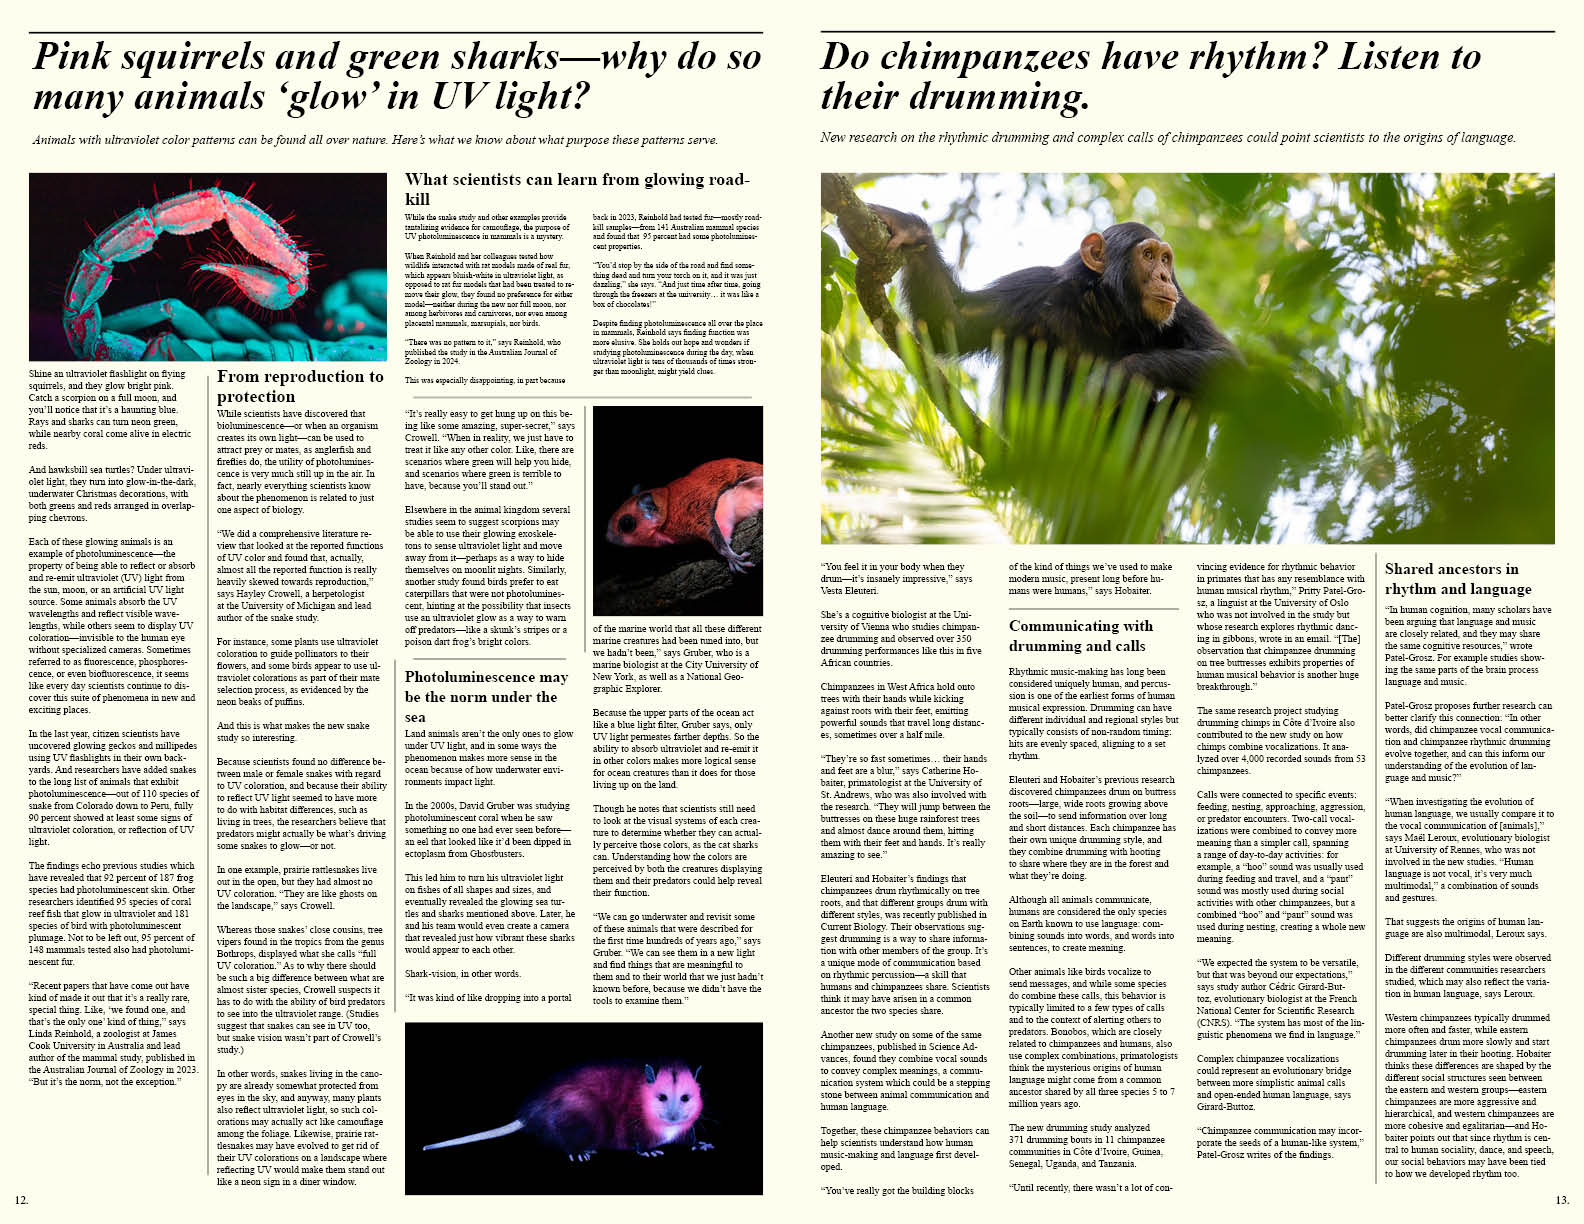 Pink squirrels and green sharks—why do so
many animals ‘glow’ in UV light?
Animals with ultraviolet color patterns can be found all over nature. Here’s what we know about what purpose these patterns serve.
Shine an ultraviolet flashlight on flying
squirrels, and they glow bright pink.
Catch a scorpion on a full moon, and
you’ll notice that it’s a haunting blue.
Rays and sharks can turn neon green,
while nearby coral come alive in electric
reds.
And hawksbill sea turtles? Under ultravi-
olet light, they turn into glow-in-the-dark,
underwater Christmas decorations, with
both greens and reds arranged in overlap-
ping chevrons.
Each of these glowing animals is an
example of photoluminescence—the
property of being able to reflect or absorb
and re-emit ultraviolet (UV) light from
the sun, moon, or an artificial UV light
source. Some animals absorb the UV
wavelengths and reflect visible wave-
lengths, while others seem to display UV
coloration—invisible to the human eye
without specialized cameras. Sometimes
referred to as fluorescence, phosphores-
cence, or even biofluorescence, it seems
like every day scientists continue to dis-
cover this suite of phenomena in new and
exciting places.
In the last year, citizen scientists have
uncovered glowing geckos and millipedes
using UV flashlights in their own back-
yards. And researchers have added snakes
to the long list of animals that exhibit
photoluminescence—out of 110 species of
snake from Colorado down to Peru, fully
90 percent showed at least some signs of
ultraviolet coloration, or reflection of UV
light.
The findings echo previous studies which
have revealed that 92 percent of 187 frog
species had photoluminescent skin. Other
researchers identified 95 species of coral
reef fish that glow in ultraviolet and 181
species of bird with photoluminescent
plumage. Not to be left out, 95 percent of
148 mammals tested also had photolumi-
nescent fur.
“Recent papers that have come out have
kind of made it out that it’s a really rare,
special thing. Like, ‘we found one, and
that’s the only one’ kind of thing,” says
Linda Reinhold, a zoologist at James
Cook University in Australia and lead
author of the mammal study, published in
the Australian Journal of Zoology in 2023.
“But it’s the norm, not the exception.”
From reproduction to
protection
While scientists have discovered that
bioluminescence—or when an organism
creates its own light—can be used to
attract prey or mates, as anglerfish and
fireflies do, the utility of photolumines-
cence is very much still up in the air. In
fact, nearly everything scientists know
about the phenomenon is related to just
one aspect of biology.
“We did a comprehensive literature re-
view that looked at the reported functions
of UV color and found that, actually,
almost all the reported function is really
heavily skewed towards reproduction,”
says Hayley Crowell, a herpetologist
at the University of Michigan and lead
author of the snake study.
For instance, some plants use ultraviolet
coloration to guide pollinators to their
flowers, and some birds appear to use ul-
traviolet colorations as part of their mate
selection process, as evidenced by the
neon beaks of puffins.
And this is what makes the new snake
study so interesting.
Because scientists found no difference be-
tween male or female snakes with regard
to UV coloration, and because their ability
to reflect UV light seemed to have more
to do with habitat differences, such as
living in trees, the researchers believe that
predators might actually be what’s driving
some snakes to glow—or not.
In one example, prairie rattlesnakes live
out in the open, but they had almost no
UV coloration. “They are like ghosts on
the landscape,” says Crowell.
Whereas those snakes’ close cousins, tree
vipers found in the tropics from the genus
Bothrops, displayed what she calls “full
UV coloration.” As to why there should
be such a big difference between what are
almost sister species, Crowell suspects it
has to do with the ability of bird predators
to see into the ultraviolet range. (Studies
suggest that snakes can see in UV too,
but snake vision wasn’t part of Crowell’s
study.)
In other words, snakes living in the cano-
py are already somewhat protected from
eyes in the sky, and anyway, many plants
also reflect ultraviolet light, so such col-
orations may actually act like camouflage
among the foliage. Likewise, prairie rat-
tlesnakes may have evolved to get rid of
their UV colorations on a landscape where
reflecting UV would make them stand out
like a neon sign in a diner window.
What scientists can learn from glowing road-
kill
While the snake study and other examples provide
tantalizing evidence for camouflage, the purpose of
UV photoluminescence in mammals is a mystery.
When Reinhold and her colleagues tested how
wildlife interacted with rat models made of real fur,
which appears bluish-white in ultraviolet light, as
opposed to rat fur models that had been treated to re-
move their glow, they found no preference for either
model—neither during the new nor full moon, nor
among herbivores and carnivores, nor even among
placental mammals, marsupials, nor birds.
“There was no pattern to it,” says Reinhold, who
published the study in the Australian Journal of
Zoology in 2024.
This was especially disappointing, in part because
back in 2023, Reinhold had tested fur—mostly road-
kill samples—from 141 Australian mammal species
and found that 95 percent had some photolumines-
cent properties.
“You’d stop by the side of the road and find some-
thing dead and turn your torch on it, and it was just
dazzling,” she says. “And just time after time, going
through the freezers at the university… it was like a
box of chocolates!”
Despite finding photoluminescence all over the place
in mammals, Reinhold says finding function was
more elusive. She holds out hope and wonders if
studying photoluminescence during the day, when
ultraviolet light is tens of thousands of times stron-
ger than moonlight, might yield clues.
“It’s really easy to get hung up on this be-
ing like some amazing, super-secret,” says
Crowell. “When in reality, we just have to
treat it like any other color. Like, there are
scenarios where green will help you hide,
and scenarios where green is terrible to
have, because you’ll stand out.”
Elsewhere in the animal kingdom several
studies seem to suggest scorpions may
be able to use their glowing exoskele-
tons to sense ultraviolet light and move
away from it—perhaps as a way to hide
themselves on moonlit nights. Similarly,
another study found birds prefer to eat
caterpillars that were not photolumines-
cent, hinting at the possibility that insects
use an ultraviolet glow as a way to warn
off predators—like a skunk’s stripes or a
poison dart frog’s bright colors.
Photoluminescence may
be the norm under the
sea
Land animals aren’t the only ones to glow
under UV light, and in some ways the
phenomenon makes more sense in the
ocean because of how underwater envi-
ronments impact light.
In the 2000s, David Gruber was studying
photoluminescent coral when he saw
something no one had ever seen before—
an eel that looked like it’d been dipped in
ectoplasm from Ghostbusters.
This led him to turn his ultraviolet light
on fishes of all shapes and sizes, and
eventually revealed the glowing sea tur-
tles and sharks mentioned above. Later, he
and his team would even create a camera
that revealed just how vibrant these sharks
would appear to each other.
Shark-vision, in other words.
“It was kind of like dropping into a portal
of the marine world that all these different
marine creatures had been tuned into, but
we hadn’t been,” says Gruber, who is a
marine biologist at the City University of
New York, as well as a National Geo-
graphic Explorer.
Because the upper parts of the ocean act
like a blue light filter, Gruber says, only
UV light permeates farther depths. So the
ability to absorb ultraviolet and re-emit it
in other colors makes more logical sense
for ocean creatures than it does for those
living up on the land.
Though he notes that scientists still need
to look at the visual systems of each crea-
ture to determine whether they can actual-
ly perceive those colors, as the cat sharks
can. Understanding how the colors are
perceived by both the creatures displaying
them and their predators could help reveal
their function.
“We can go underwater and revisit some
of these animals that were described for
the first time hundreds of years ago,” says
Gruber. “We can see them in a new light
and find things that are meaningful to
them and to their world that we just hadn’t
known before, because we didn’t have the
tools to examine them.”
12.
Do chimpanzees have rhythm? Listen to
their drumming.
New research on the rhythmic drumming and complex calls of chimpanzees could point scientists to the origins of language.
“You feel it in your body when they
drum—it’s insanely impressive,” says
Vesta Eleuteri.
She’s a cognitive biologist at the Uni-
versity of Vienna who studies chimpan-
zee drumming and observed over 350
drumming performances like this in five
African countries.
Chimpanzees in West Africa hold onto
trees with their hands while kicking
against roots with their feet, emitting
powerful sounds that travel long distanc-
es, sometimes over a half mile.
“They’re so fast sometimes… their hands
and feet are a blur,” says Catherine Ho-
baiter, primatologist at the University of
St. Andrews, who was also involved with
the research. “They will jump between the
buttresses on these huge rainforest trees
and almost dance around them, hitting
them with their feet and hands. It’s really
amazing to see.”
Eleuteri and Hobaiter’s findings that
chimpanzees drum rhythmically on tree
roots, and that different groups drum with
different styles, was recently published in
Current Biology. Their observations sug-
gest drumming is a way to share informa-
tion with other members of the group. It’s
a unique mode of communication based
on rhythmic percussion—a skill that
humans and chimpanzees share. Scientists
think it may have arisen in a common
ancestor the two species share.
Another new study on some of the same
chimpanzees, published in Science Ad-
vances, found they combine vocal sounds
to convey complex meanings, a commu-
nication system which could be a stepping
stone between animal communication and
human language.
Together, these chimpanzee behaviors can
help scientists understand how human
music-making and language first devel-
oped.
“You’ve really got the building blocks
of the kind of things we’ve used to make
modern music, present long before hu-
mans were humans,” says Hobaiter.
Communicating with
drumming and calls
Rhythmic music-making has long been
considered uniquely human, and percus-
sion is one of the earliest forms of human
musical expression. Drumming can have
different individual and regional styles but
typically consists of non-random timing:
hits are evenly spaced, aligning to a set
rhythm.
Eleuteri and Hobaiter’s previous research
discovered chimpanzees drum on buttress
roots—large, wide roots growing above
the soil—to send information over long
and short distances. Each chimpanzee has
their own unique drumming style, and
they combine drumming with hooting
to share where they are in the forest and
what they’re doing.
Although all animals communicate,
humans are considered the only species
on Earth known to use language: com-
bining sounds into words, and words into
sentences, to create meaning.
Other animals like birds vocalize to
send messages, and while some species
do combine these calls, this behavior is
typically limited to a few types of calls
and to the context of alerting others to
predators. Bonobos, which are closely
related to chimpanzees and humans, also
use complex combinations, primatologists
think the mysterious origins of human
language might come from a common
ancestor shared by all three species 5 to 7
million years ago.
The new drumming study analyzed
371 drumming bouts in 11 chimpanzee
communities in Côte d’Ivoire, Guinea,
Senegal, Uganda, and Tanzania.
“Until recently, there wasn’t a lot of con-
vincing evidence for rhythmic behavior
in primates that has any resemblance with
human musical rhythm,” Pritty Patel-Gro-
sz, a linguist at the University of Oslo
who was not involved in the study but
whose research explores rhythmic danc-
ing in gibbons, wrote in an email. “[The]
observation that chimpanzee drumming
on tree buttresses exhibits properties of
human musical behavior is another huge
breakthrough.”
The same research project studying
drumming chimps in Côte d’Ivoire also
contributed to the new study on how
chimps combine vocalizations. It ana-
lyzed over 4,000 recorded sounds from 53
chimpanzees.
Calls were connected to specific events:
feeding, nesting, approaching, aggression,
or predator encounters. Two-call vocal-
izations were combined to convey more
meaning than a simpler call, spanning
a range of day-to-day activities: for
example, a “hoo” sound was usually used
during feeding and travel, and a “pant”
sound was mostly used during social
activities with other chimpanzees, but a
combined “hoo” and “pant” sound was
used during nesting, creating a whole new
meaning.
“We expected the system to be versatile,
but that was beyond our expectations,”
says study author Cédric Girard-But-
toz, evolutionary biologist at the French
National Center for Scientific Research
(CNRS). “The system has most of the lin-
guistic phenomena we find in language.”
Complex chimpanzee vocalizations
could represent an evolutionary bridge
between more simplistic animal calls
and open-ended human language, says
Girard-Buttoz.
“Chimpanzee communication may incor-
porate the seeds of a human-like system,”
Patel-Grosz writes of the findings.
Shared ancestors in
rhythm and language
“In human cognition, many scholars have
been arguing that language and music
are closely related, and they may share
the same cognitive resources,” wrote
Patel-Grosz. For example studies show-
ing the same parts of the brain process
language and music.
Patel-Grosz proposes further research can
better clarify this connection: “In other
words, did chimpanzee vocal communica-
tion and chimpanzee rhythmic drumming
evolve together, and can this inform our
understanding of the evolution of lan-
guage and music?”
“When investigating the evolution of
human language, we usually compare it to
the vocal communication of [animals],”
says Maël Leroux, evolutionary biologist
at University of Rennes, who was not
involved in the new studies. “Human
language is not vocal, it’s very much
multimodal,” a combination of sounds
and gestures.
That suggests the origins of human lan-
guage are also multimodal, Leroux says.
Different drumming styles were observed
in the different communities researchers
studied, which may also reflect the varia-
tion in human language, says Leroux.
Western chimpanzees typically drummed
more often and faster, while eastern
chimpanzees drum more slowly and start
drumming later in their hooting. Hobaiter
thinks these differences are shaped by the
different social structures seen between
the eastern and western groups—eastern
chimpanzees are more aggressive and
hierarchical, and western chimpanzees are
more cohesive and egalitarian—and Ho-
baiter points out that since rhythm is cen-
tral to human sociality, dance, and speech,
our social behaviors may have been tied
to how we developed rhythm too.
13.